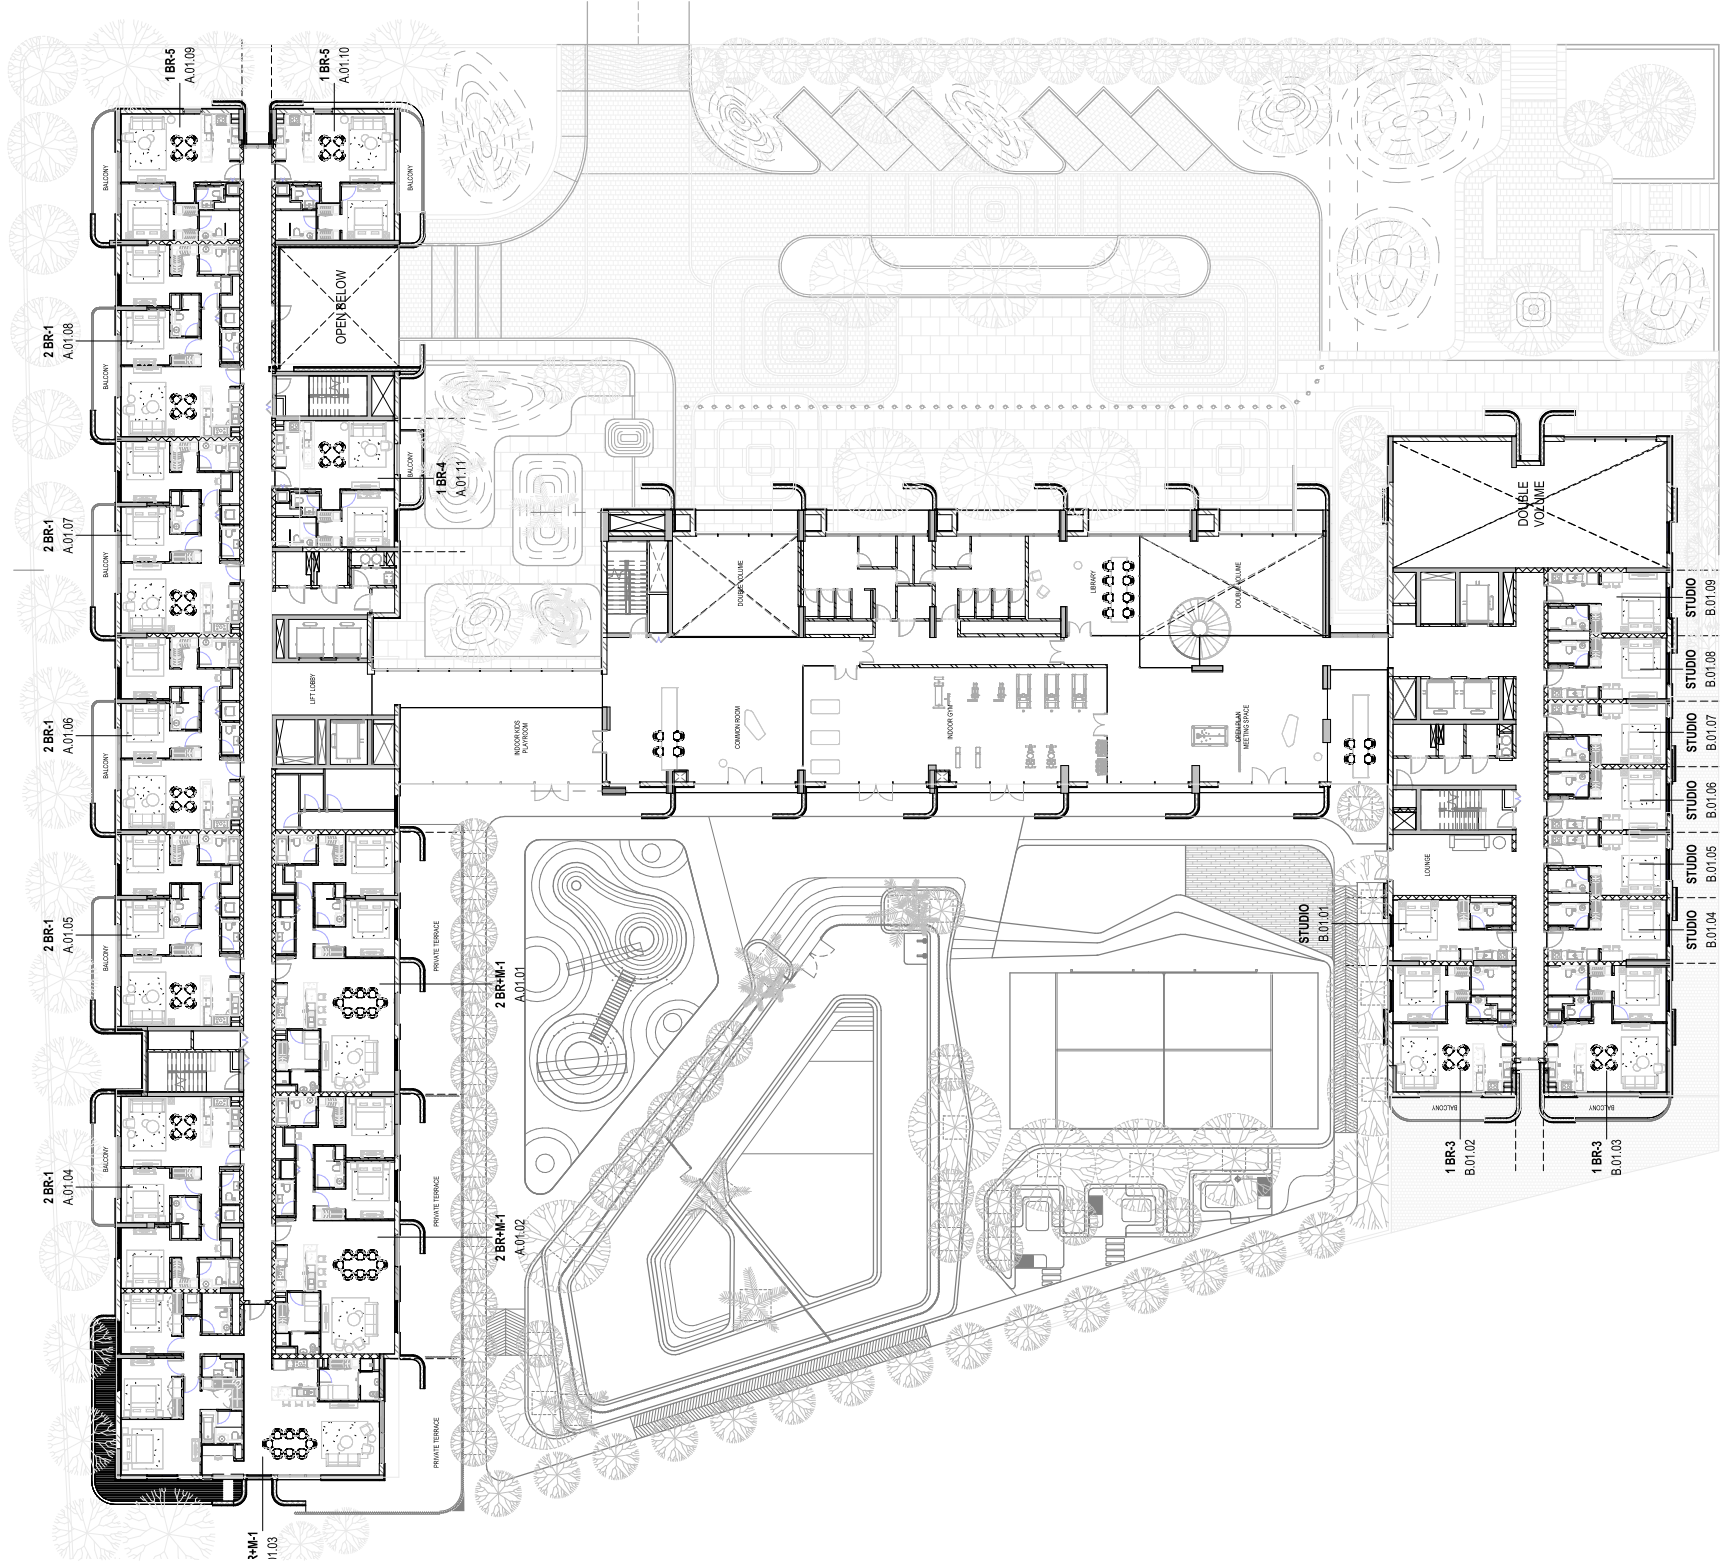 1 BR-5
A.01.09
1 BR-5
A.01.10
BALCONY
BALCONY
2 BR-1
A.01.08
BALCONY
OPEN BELOW
1 BR-4
A.01.11
BALCONY
2 BR-1
A.01.07
BALCONY
2 BR-1
A.01.06
BALCONY
LIFT LOBBY
INDOOR KIDS
PLAYROOM
COMMON ROOM
DOUBLE VOLUME
INDOOR GYM
LIBRARY
DOUBLE VOLUME
OPEN PLAN
MEETING SPACE
DOUBLE
VOLUME
STUDIO
B.01.09
STUDIO
B.01.08
STUDIO
B.01.07
STUDIO
B.01.06
STUDIO
B.01.05
STUDIO
B.01.04
LOUNGE
STUDIO
B.01.01
BALCONY
BALCONY
1 BR-3
B.01.02
1 BR-3
B.01.03
2 BR-1
A.01.05
BALCONY
2 BR+M-1
A.01.01
PRIVATE TERRACE
2 BR-1
A.01.04
BALCONY
2 BR+M-1
A.01.02
PRIVATE TERRACE
PRIVATE TERRACE
R+M-1
01.03